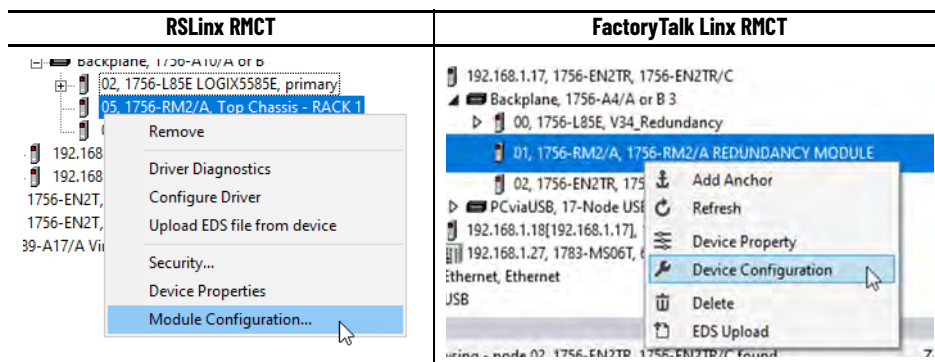 RSLinx RMCT
FactoryTalk Linx RMCT
Backplane, 1756-A10/A or B
02, 1756-L85E LOGIX5585E, primary
05, 1756-RM2/A, Top Chassis - RACK 1
Remove
192.168
Driver Diagnostics
192.168
Configure Driver
1756-EN2T,
Upload EDS file from device
1756-EN2T,
39-A17/A Vi
Security...
Device Properties
Module Configuration...
192.168.1.17, 1756-EN2TR, 1756-EN2TR/C
Backplane, 1756-A4/A or B 3
00, 1756-L85E, V34_Redundancy
01, 1756-RM2/A, 1756-RM2/A REDUNDANCY MODULE
02, 1756-EN2TR, 175
Add Anchor
PCviaUSB, 17-Node USB
Refresh
192.168.1.18[192.168.1.17],
192.168.1.27, 1783-MS06T,
Device Property
Ethernet, Ethernet
Device Configuration
USB
Delete
EDS Upload
node 02, 1756-EN2TR, 1756-EN2TR/C found